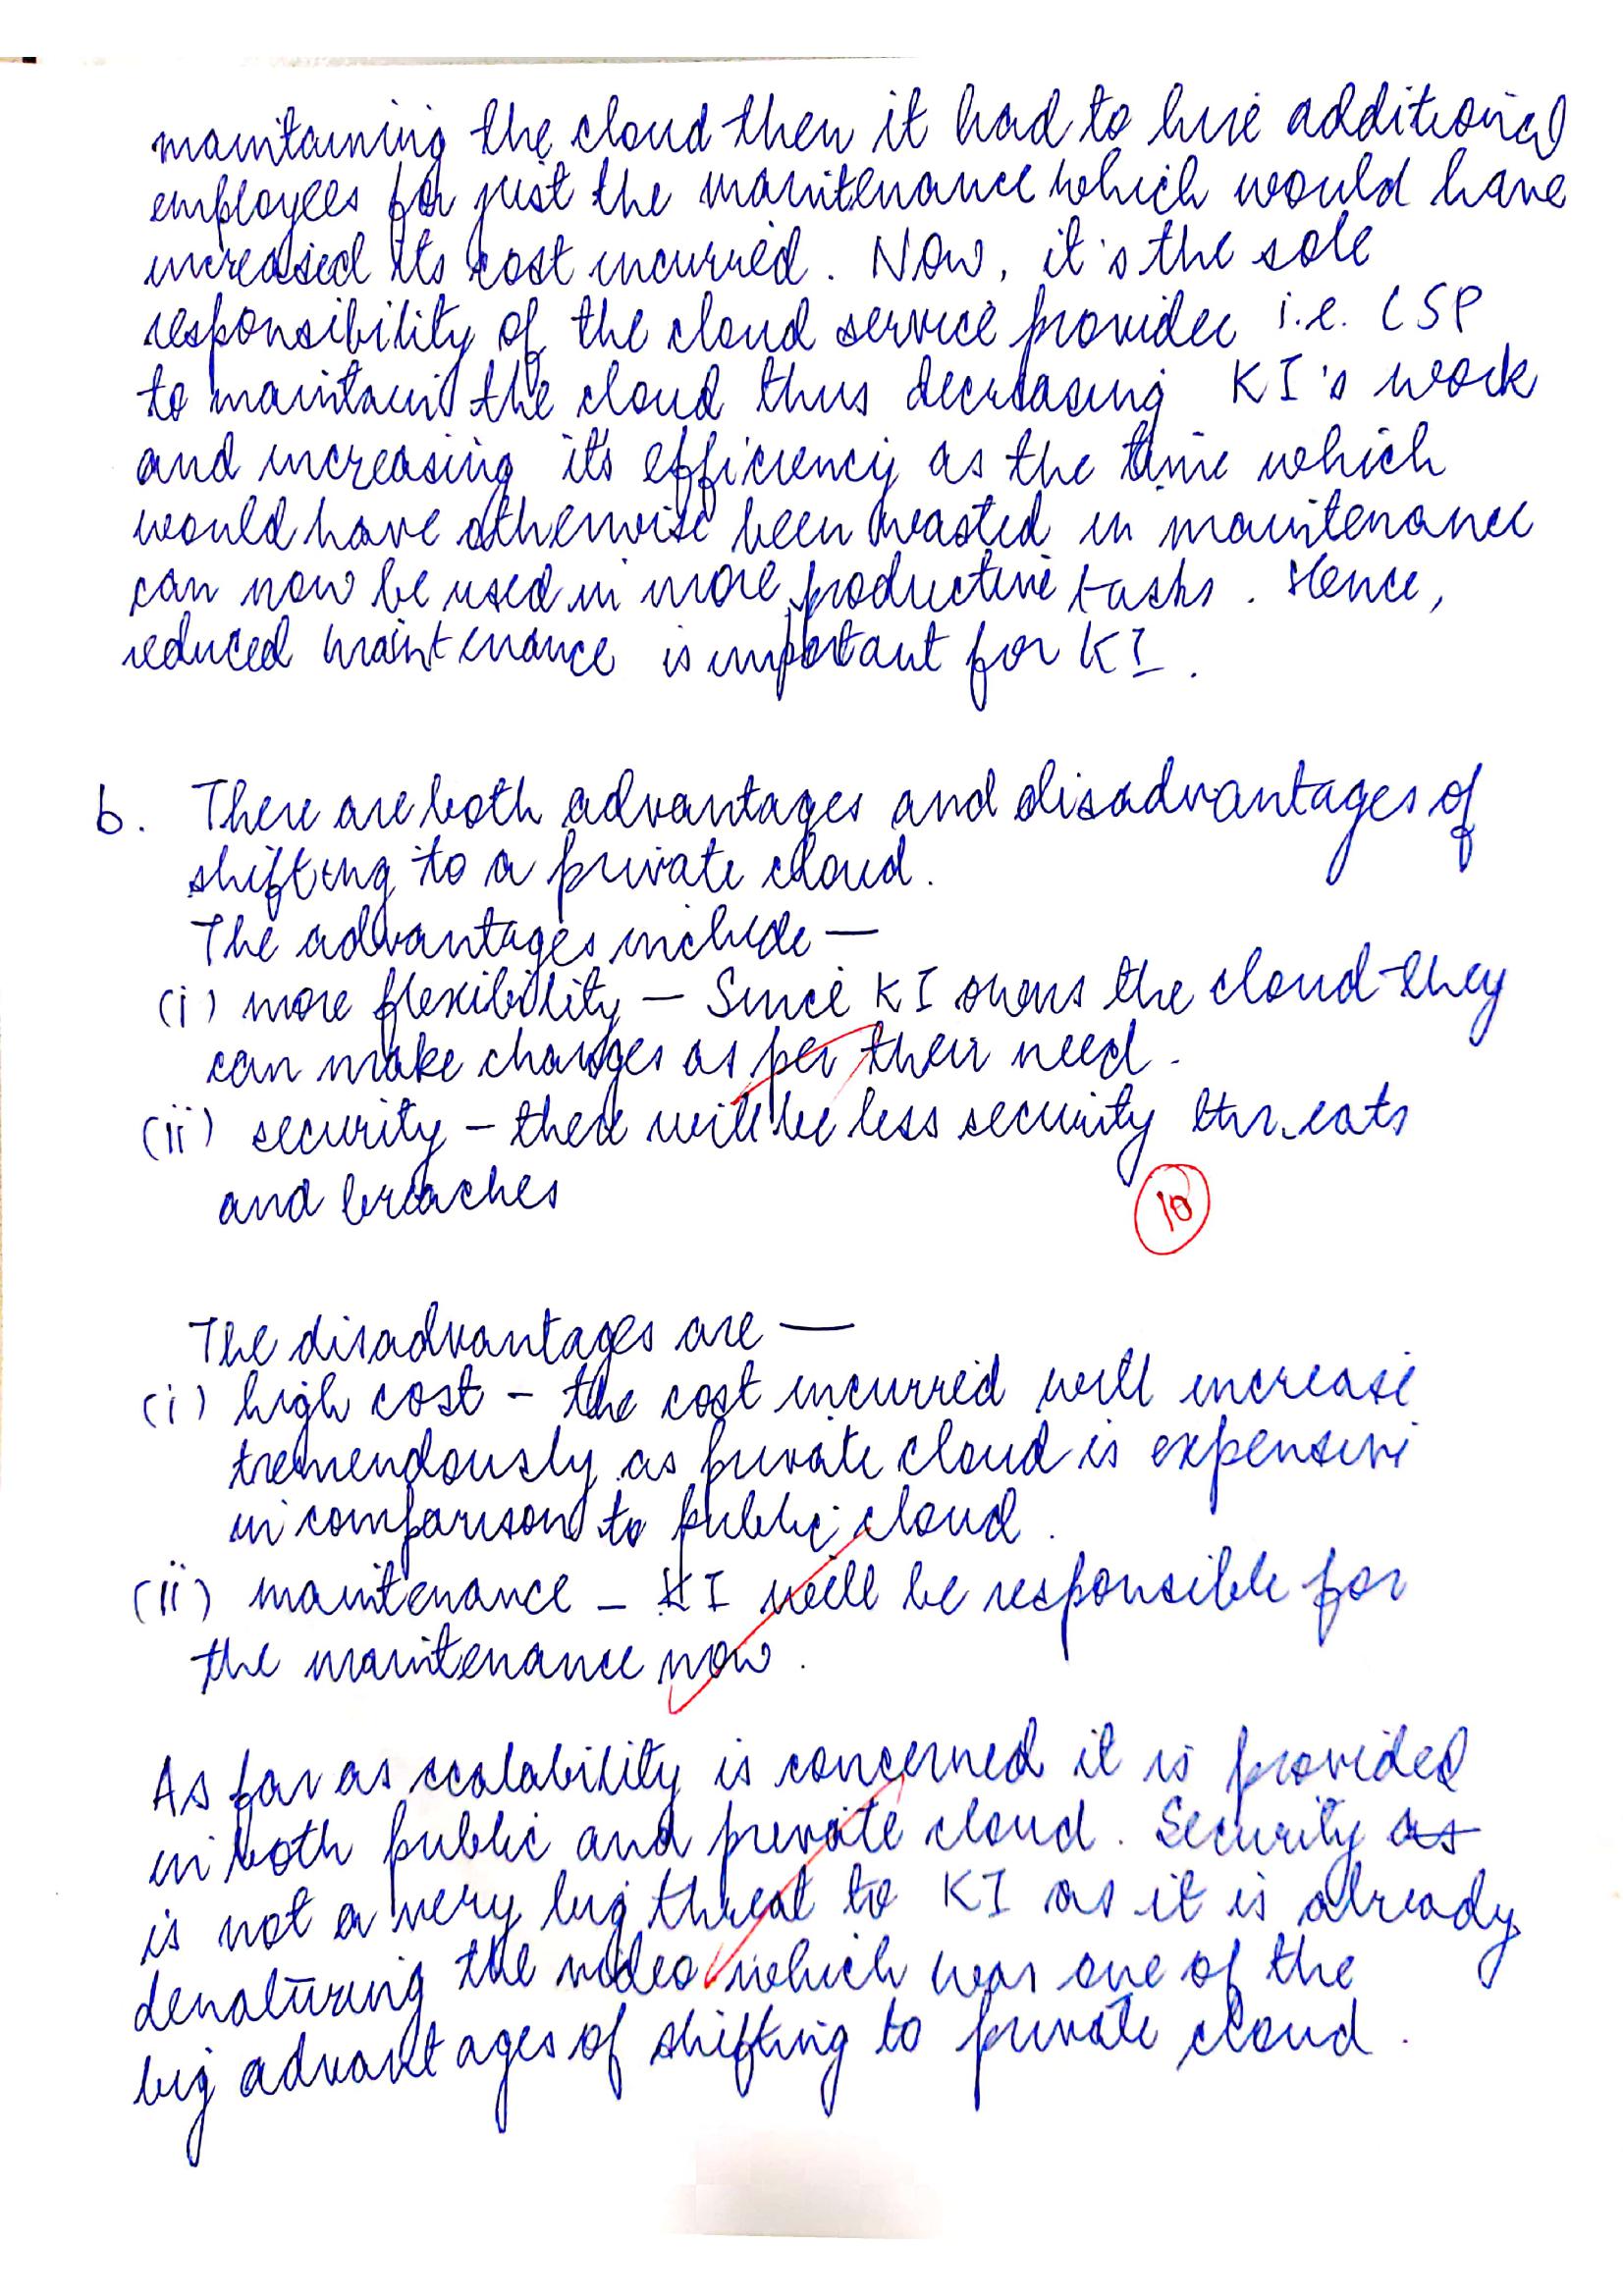 maintaining the cloud then it had to hire additional
employees for just the maintenance which would have
increased its cost incurred. Now, it's the sole
responsibility of the cloud service provider i.e. CSP
to maintain the cloud thus decreasing KI's work
and increasing its efficiency as the time which
would have otherwise been wasted in maintenance
can now be used in more productive tasks. Hence,
reduced maintenance is important for KI.
b. There are both advantages and disadvantages of
shifting to a private cloud.
The advantages include —
(i) more flexibility — Since KI owns the cloud they
can make changes as per their need.
(ii) security – there will be less security threats
and breaches
10
The disadvantages are —
(i) high cost – the cost incurred will increase
tremendously as private cloud is expensive
in comparison to public cloud.
(ii) maintenance – KI will be responsible for
the maintenance now.
As far as scalability is concerned it is provided
in both public and private cloud. Security as
is not a very big threat to KI as it is already
denaturing the video which was one of the
big advantages of shifting to private cloud.